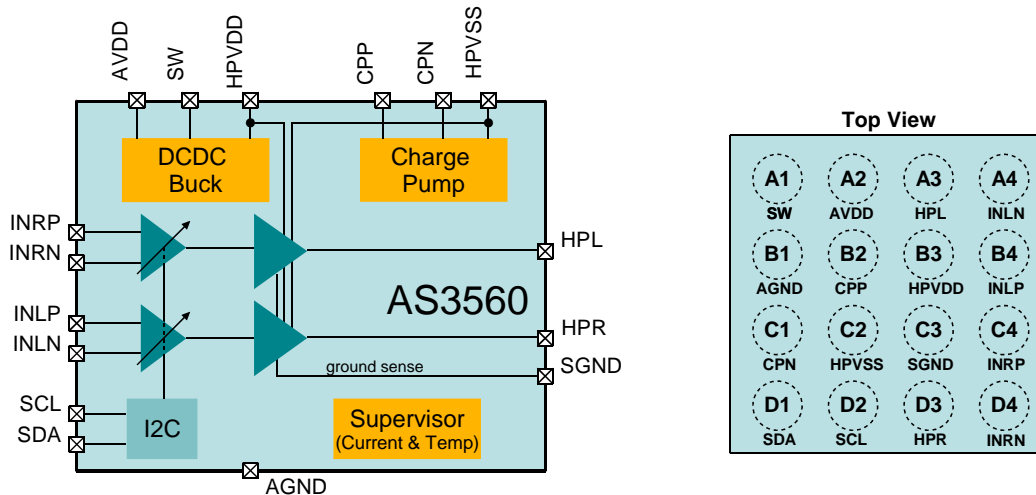 AVDD
SW
HPVDD
CPP
CPN
HPVSS
DCDC
Buck
Charge
Pump
INRP
INRN
INLP
INLN
SCL
SDA
I2C
AS3560
ground sense
Supervisor
(Current & Temp)
HPL
HPR
SGND
AGND
Top View
A1 A2 A3 A4
SW AVDD HPL INLN
B1 B2 B3 B4
AGND CPP HPVDD INLP
C1 C2 C3 C4
CPN HPVSS SGND INRP
D1 D2 D3 D4
SDA SCL HPR INRN